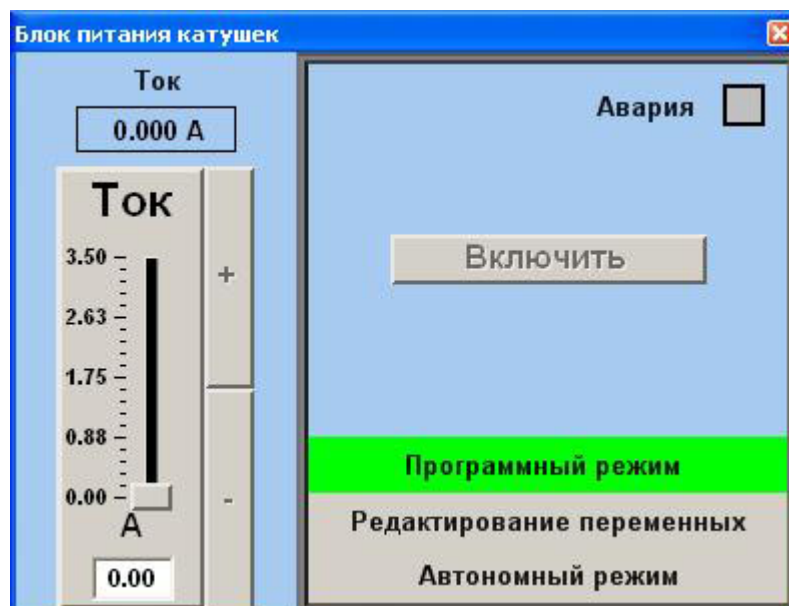 Блок питания катушек
Ток
0.000 А
Ток
3.50
2.63
1.75
0.88
0.00
А
0.00
+
-
Авария
Включить
Программный режим
Редактирование переменных
Автономный режим